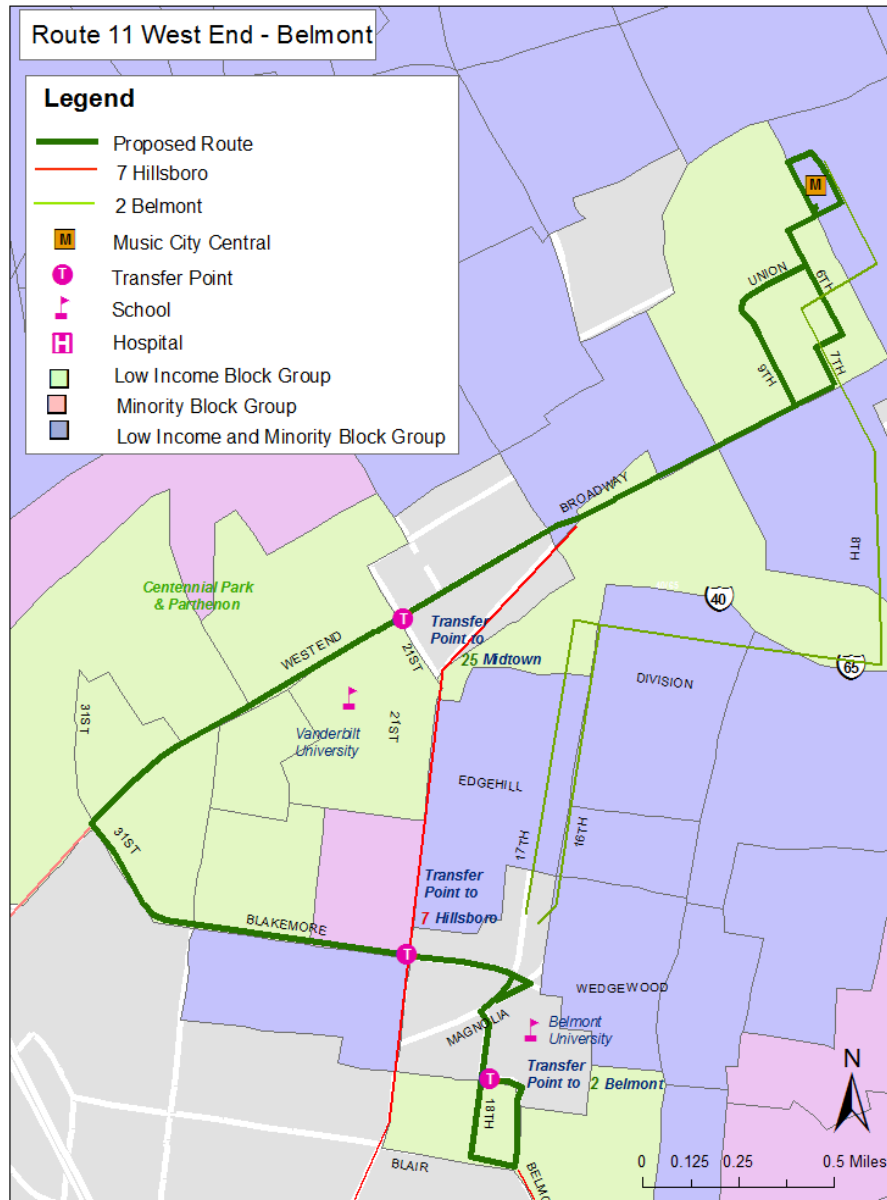 Route 11 West End - Belmont
Legend
Proposed Route
7 Hillsboro
2 Belmont
M
Music City Central
T
Transfer Point
School
H
Hospital
Low Income Block Group
Minority Block Group
Low Income and Minority Block Group
M
UNION
6TH
9TH
7TH
BROADWAY
8TH
Centennial Park
& Parthenon
40
T
Transfer
Point to
25 Midtown
WEST END
21ST
65
DIVISION
31ST
Vanderbilt
University
21ST
EDGEHILL
31ST
17TH
16TH
Transfer
Point to
7 Hillsboro
BLAKEMORE
T
WEDGEWOOD
MAGNOLIA
Belmont
University
T
Transfer
Point to 2 Belmont
18TH
BLAIR
BELMO
N
0 0.125 0.25 0.5 Miles